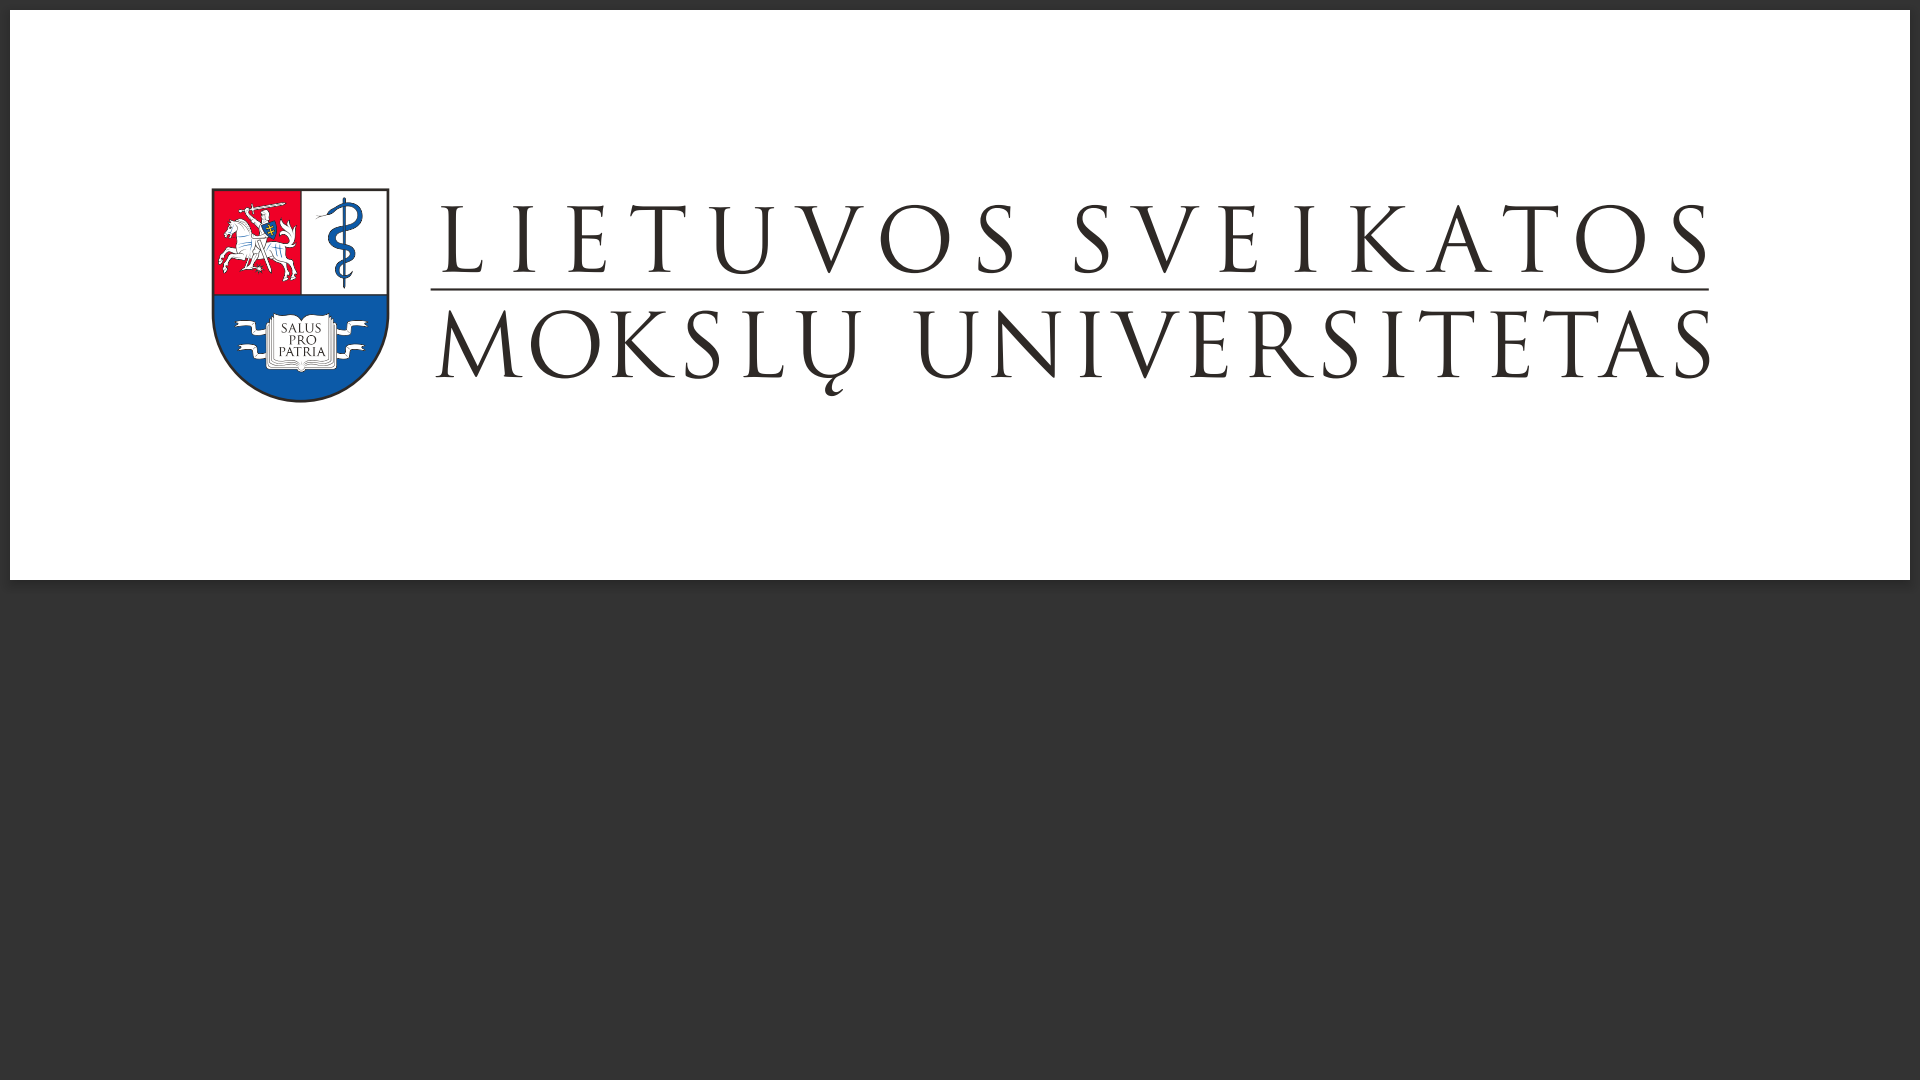 LIETUVOS SVEIKATOS
MOKSLŲ UNIVERSITETAS
SALUS
PRO
PATRIA